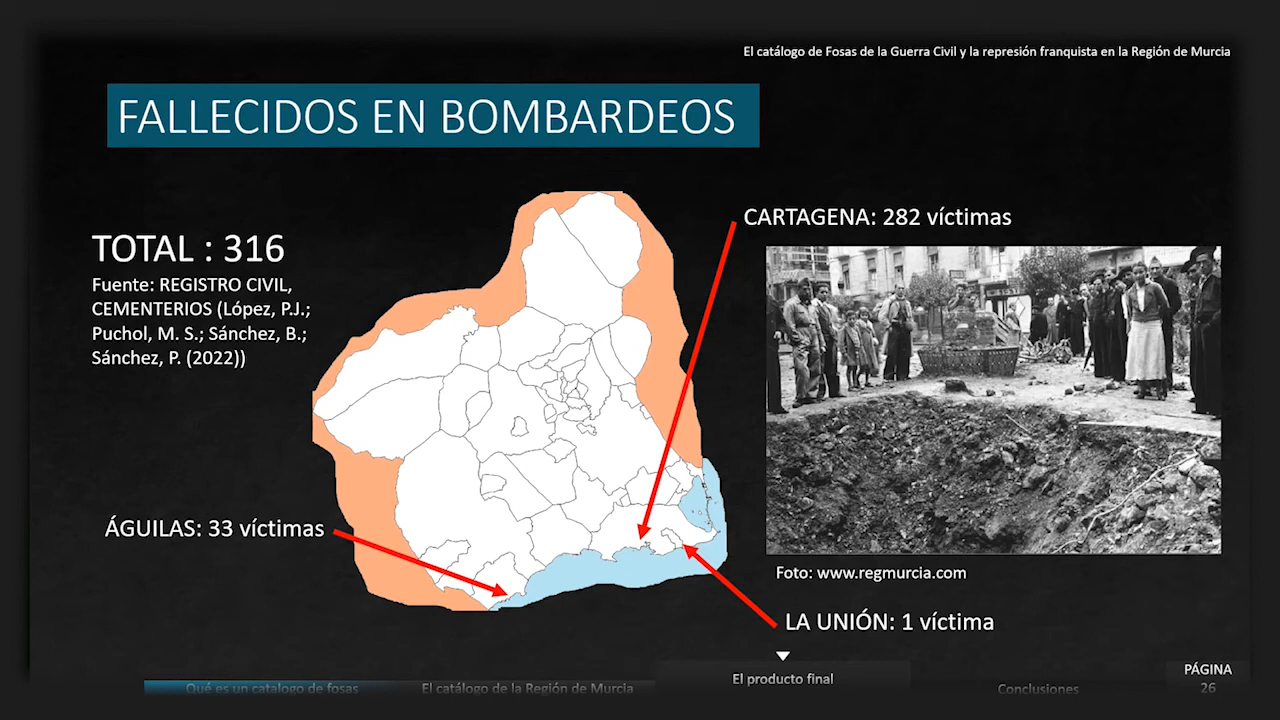 El catálogo de Fosas de la Guerra Civil y la represión franquista en la Región de Murcia
FALLECIDOS EN BOMBARDEOS
TOTAL : 316
Fuente: REGISTRO CIVIL,
CEMENTERIOS (López, P.J.;
Puchol, M. S.; Sánchez, B.;
Sánchez, P. (2022))
CARTAGENA: 282 víctimas
ÁGUILAS: 33 víctimas
Foto: www.regmurcia.com
LA UNIÓN: 1 víctima
Qué es un catalogo de fosas
El catálogo de la Región de Murcia
El producto final
Conclusiones
PÁGINA
26